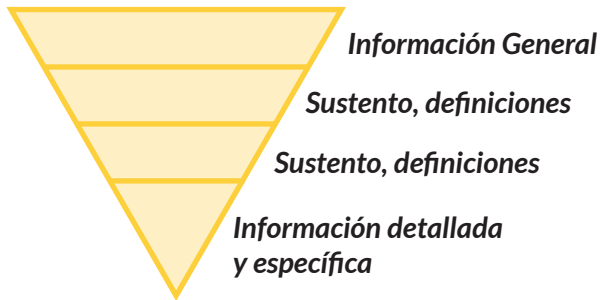 Información General
Sustento, definiciones
Sustento, definiciones
Información detallada
y específica